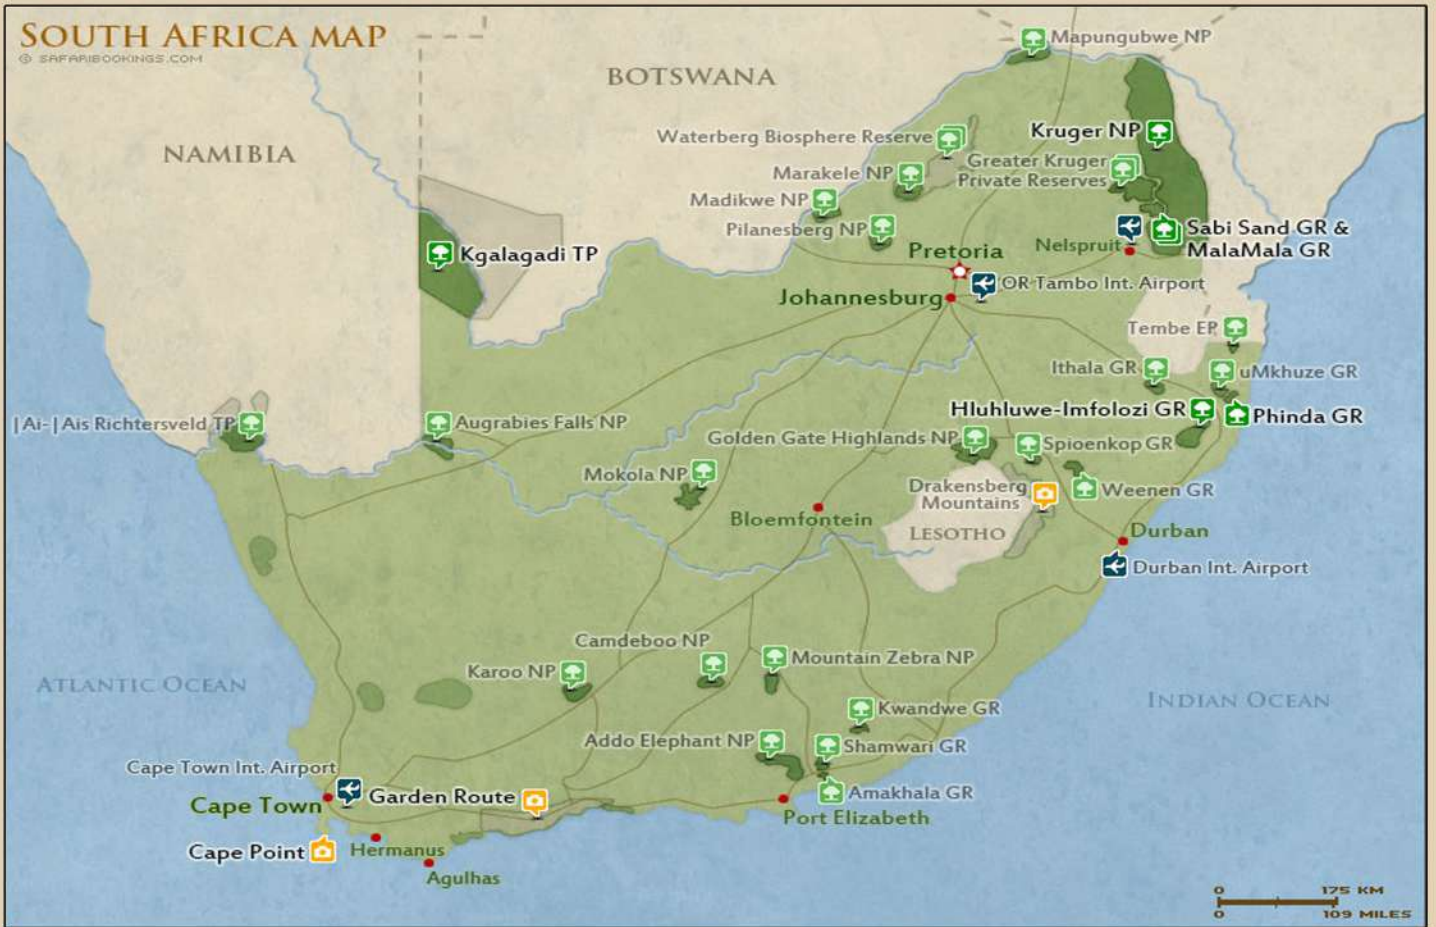 SOUTH AFRICA MAP
© SAFARIBOOKINGS.COM
Mapungubwe NP
BOTSWANA
NAMIBIA
Waterberg Biosphere Reserve
Kruger NP
Marakele NP
Greater Kruger
Private Reserves
Madikwe NP
Pilanesberg NP
Sabi Sand GR &
MalaMala GR
Nelspruit
Kgalagadi TP
Pretoria
OR Tambo Int. Airport
Johannesburg
Tembe EP
Ithala GR
uMkhuze GR
Hluhluwe-Imfolozi GR
Phinda GR
|Ai-|Ais Richtersveld TP
Augrabies Falls NP
Golden Gate Highlands NP
Spioenkop GR
Mokola NP
Drakensberg
Mountains
Weenen GR
Bloemfontein
LESOTHO
Durban
Durban Int. Airport
Camdeboo NP
Mountain Zebra NP
Karoo NP
ATLANTIC OCEAN
INDIAN OCEAN
Kwandwe GR
Addo Elephant NP
Shamwari GR
Cape Town Int. Airport
Amakhala GR
Garden Route
Cape Town
Port Elizabeth
Cape Point
Hermanus
Agulhas
0 175 KM
0 109 MILES